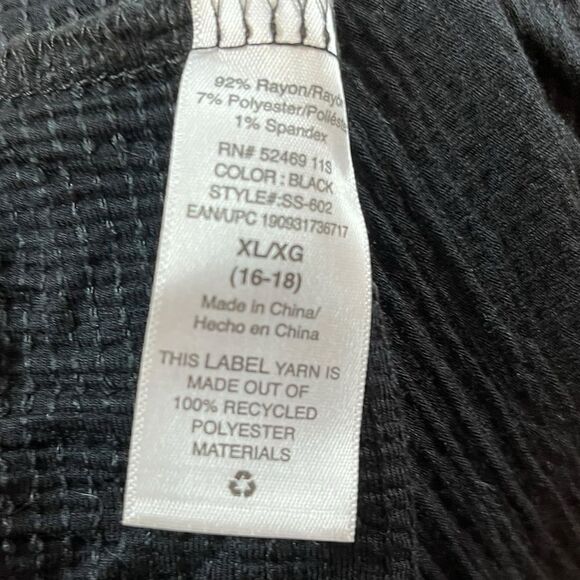 92% Rayon/Rayó
7% Polyester/Poliést
1% Spandex
RN# 52469 11S
COLOR : BLACK
STYLE#:SS-602
EAN/UPC 190931736717
XL/XG
(16-18)
Made in China/
Hecho en China
THIS LABEL YARN IS
MADE OUT OF
100% RECYCLED
POLYESTER
MATERIALS